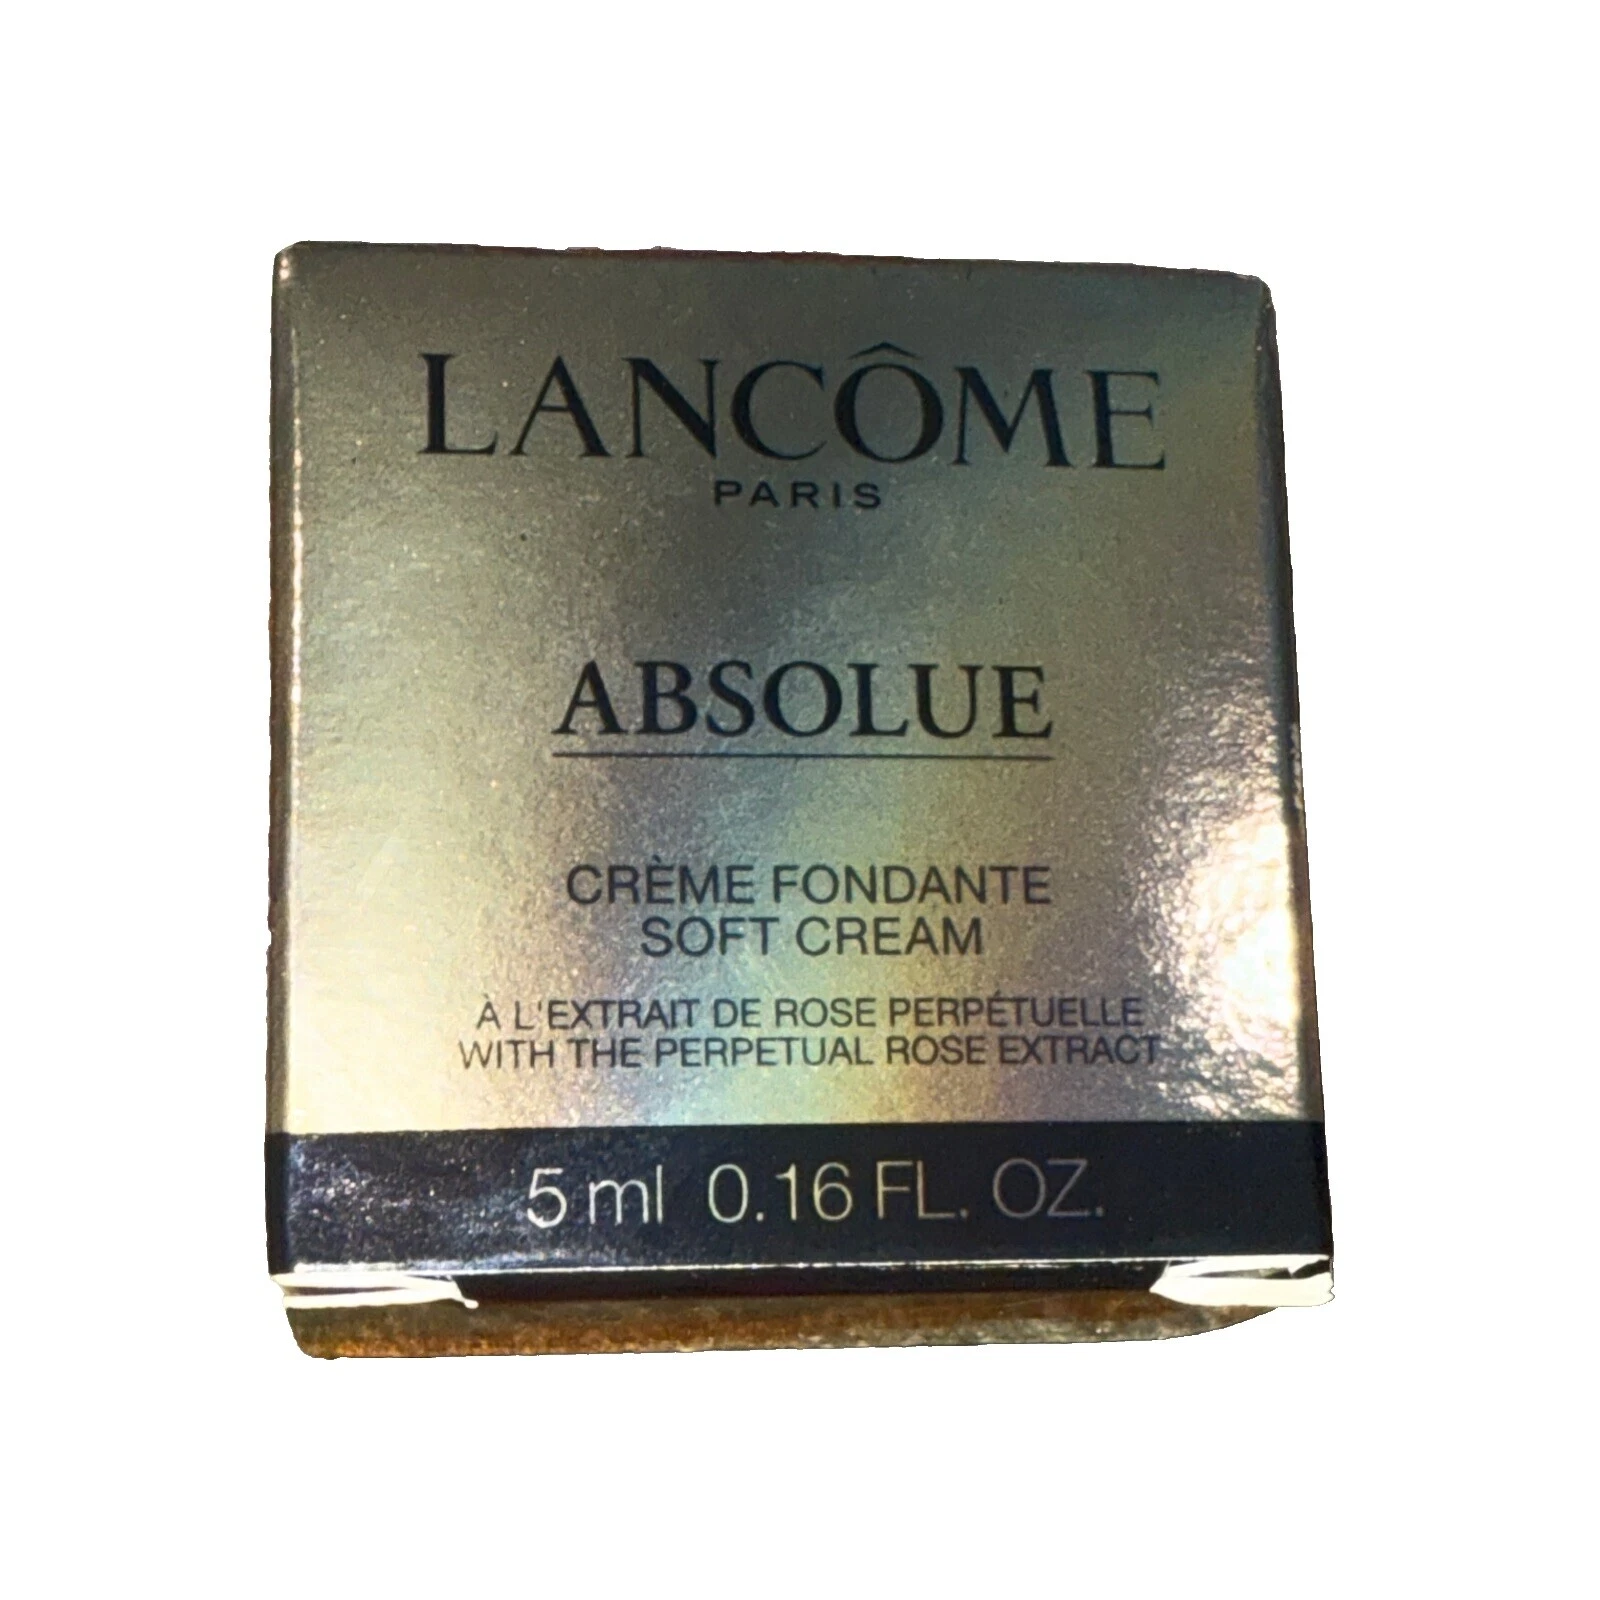 LANCÔME
PARIS
ABSOLUE
CRÈME FONDANTE
SOFT CREAM
À L'EXTRAIT DE ROSE PERPÉTUELLE
WITH THE PERPETUAL ROSE EXTRACT
5 ml 0.16 FL. OZ.